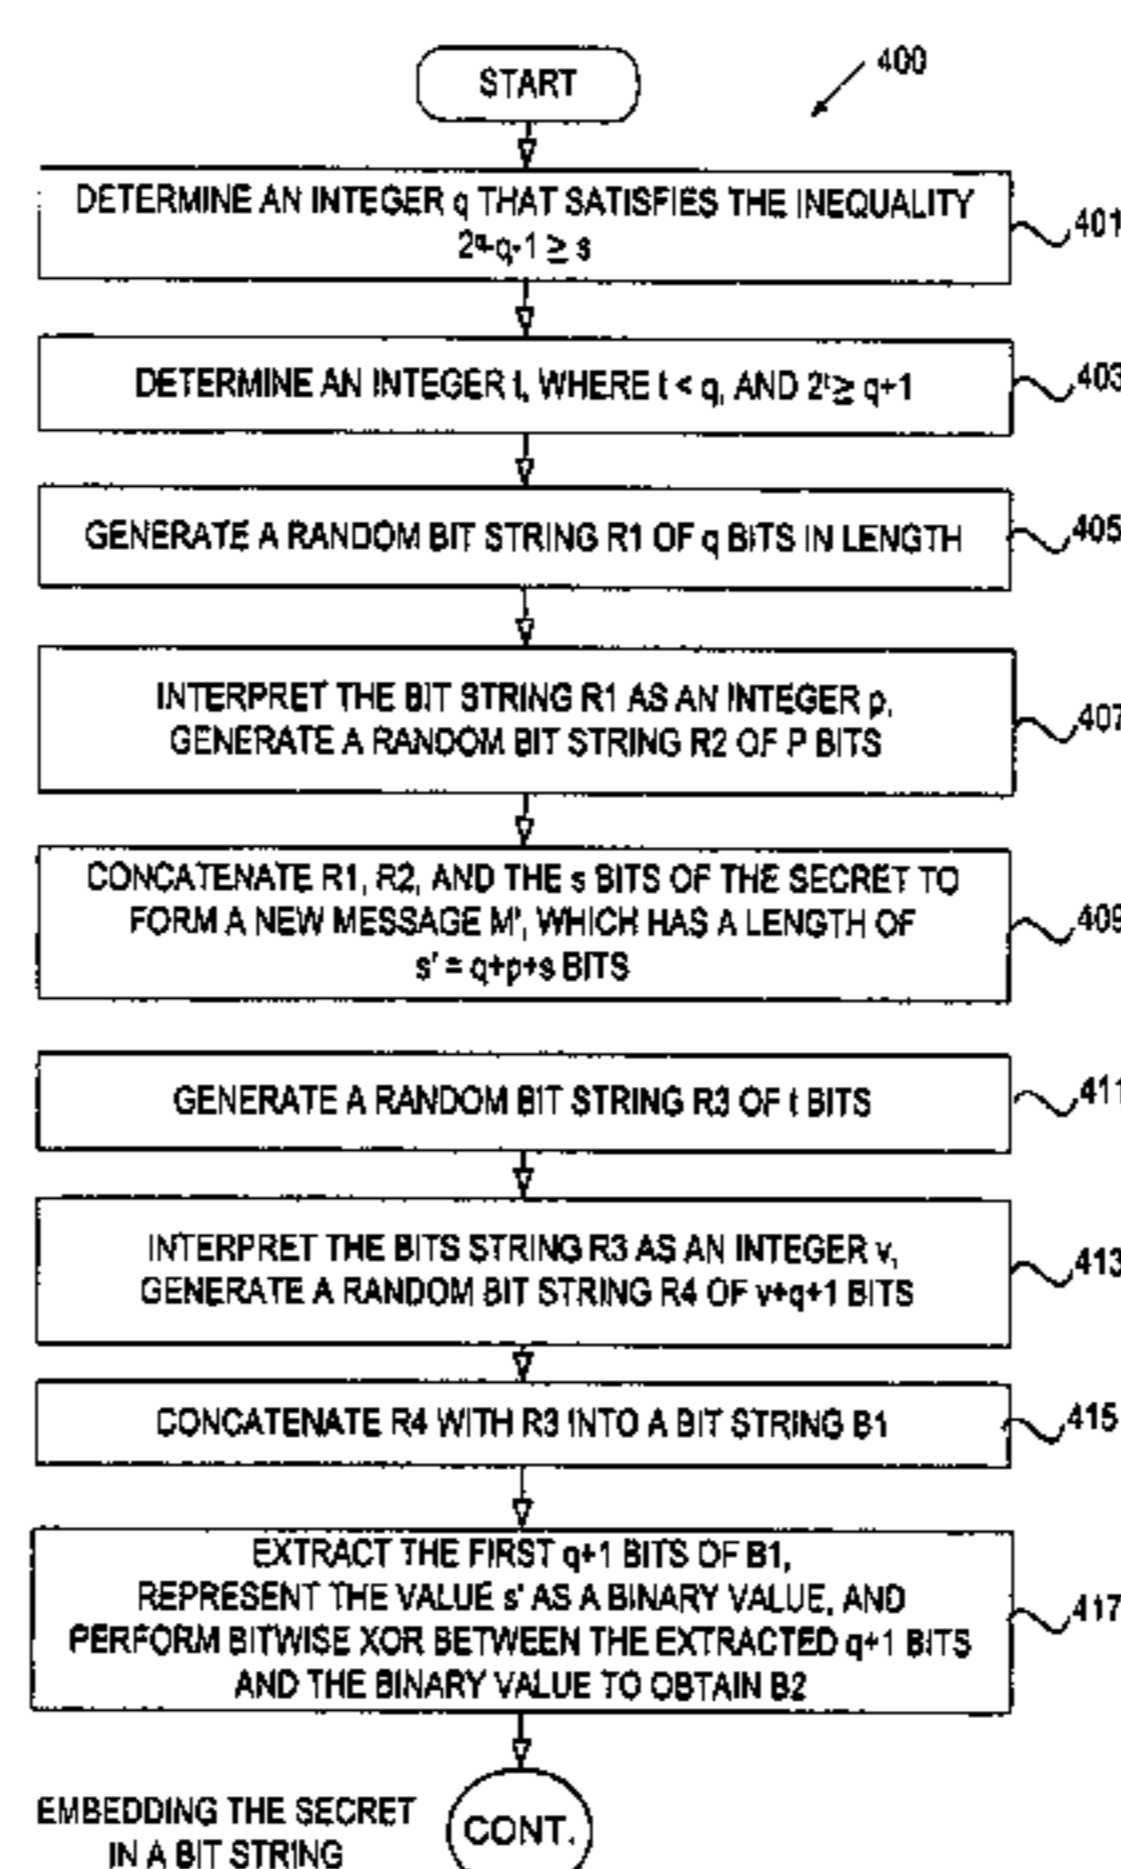 START
400
DETERMINE AN INTEGER q THAT SATISFIES THE INEQUALITY
2^q-q-1 ≥ s
401
DETERMINE AN INTEGER t, WHERE t < q, AND 2^t ≥ q+1
403
GENERATE A RANDOM BIT STRING R1 OF q BITS IN LENGTH
405
INTERPRET THE BIT STRING R1 AS AN INTEGER p,
GENERATE A RANDOM BIT STRING R2 OF P BITS
407
CONCATENATE R1, R2, AND THE s BITS OF THE SECRET TO
FORM A NEW MESSAGE M', WHICH HAS A LENGTH OF
s' = q+p+s BITS
409
GENERATE A RANDOM BIT STRING R3 OF t BITS
411
INTERPRET THE BITS STRING R3 AS AN INTEGER v,
GENERATE A RANDOM BIT STRING R4 OF v+q+1 BITS
413
CONCATENATE R4 WITH R3 INTO A BIT STRING B1
415
EXTRACT THE FIRST q+1 BITS OF B1,
REPRESENT THE VALUE s' AS A BINARY VALUE, AND
PERFORM BITWISE XOR BETWEEN THE EXTRACTED q+1 BITS
AND THE BINARY VALUE TO OBTAIN B2
417
EMBEDDING THE SECRET
IN A BIT STRING
CONT.